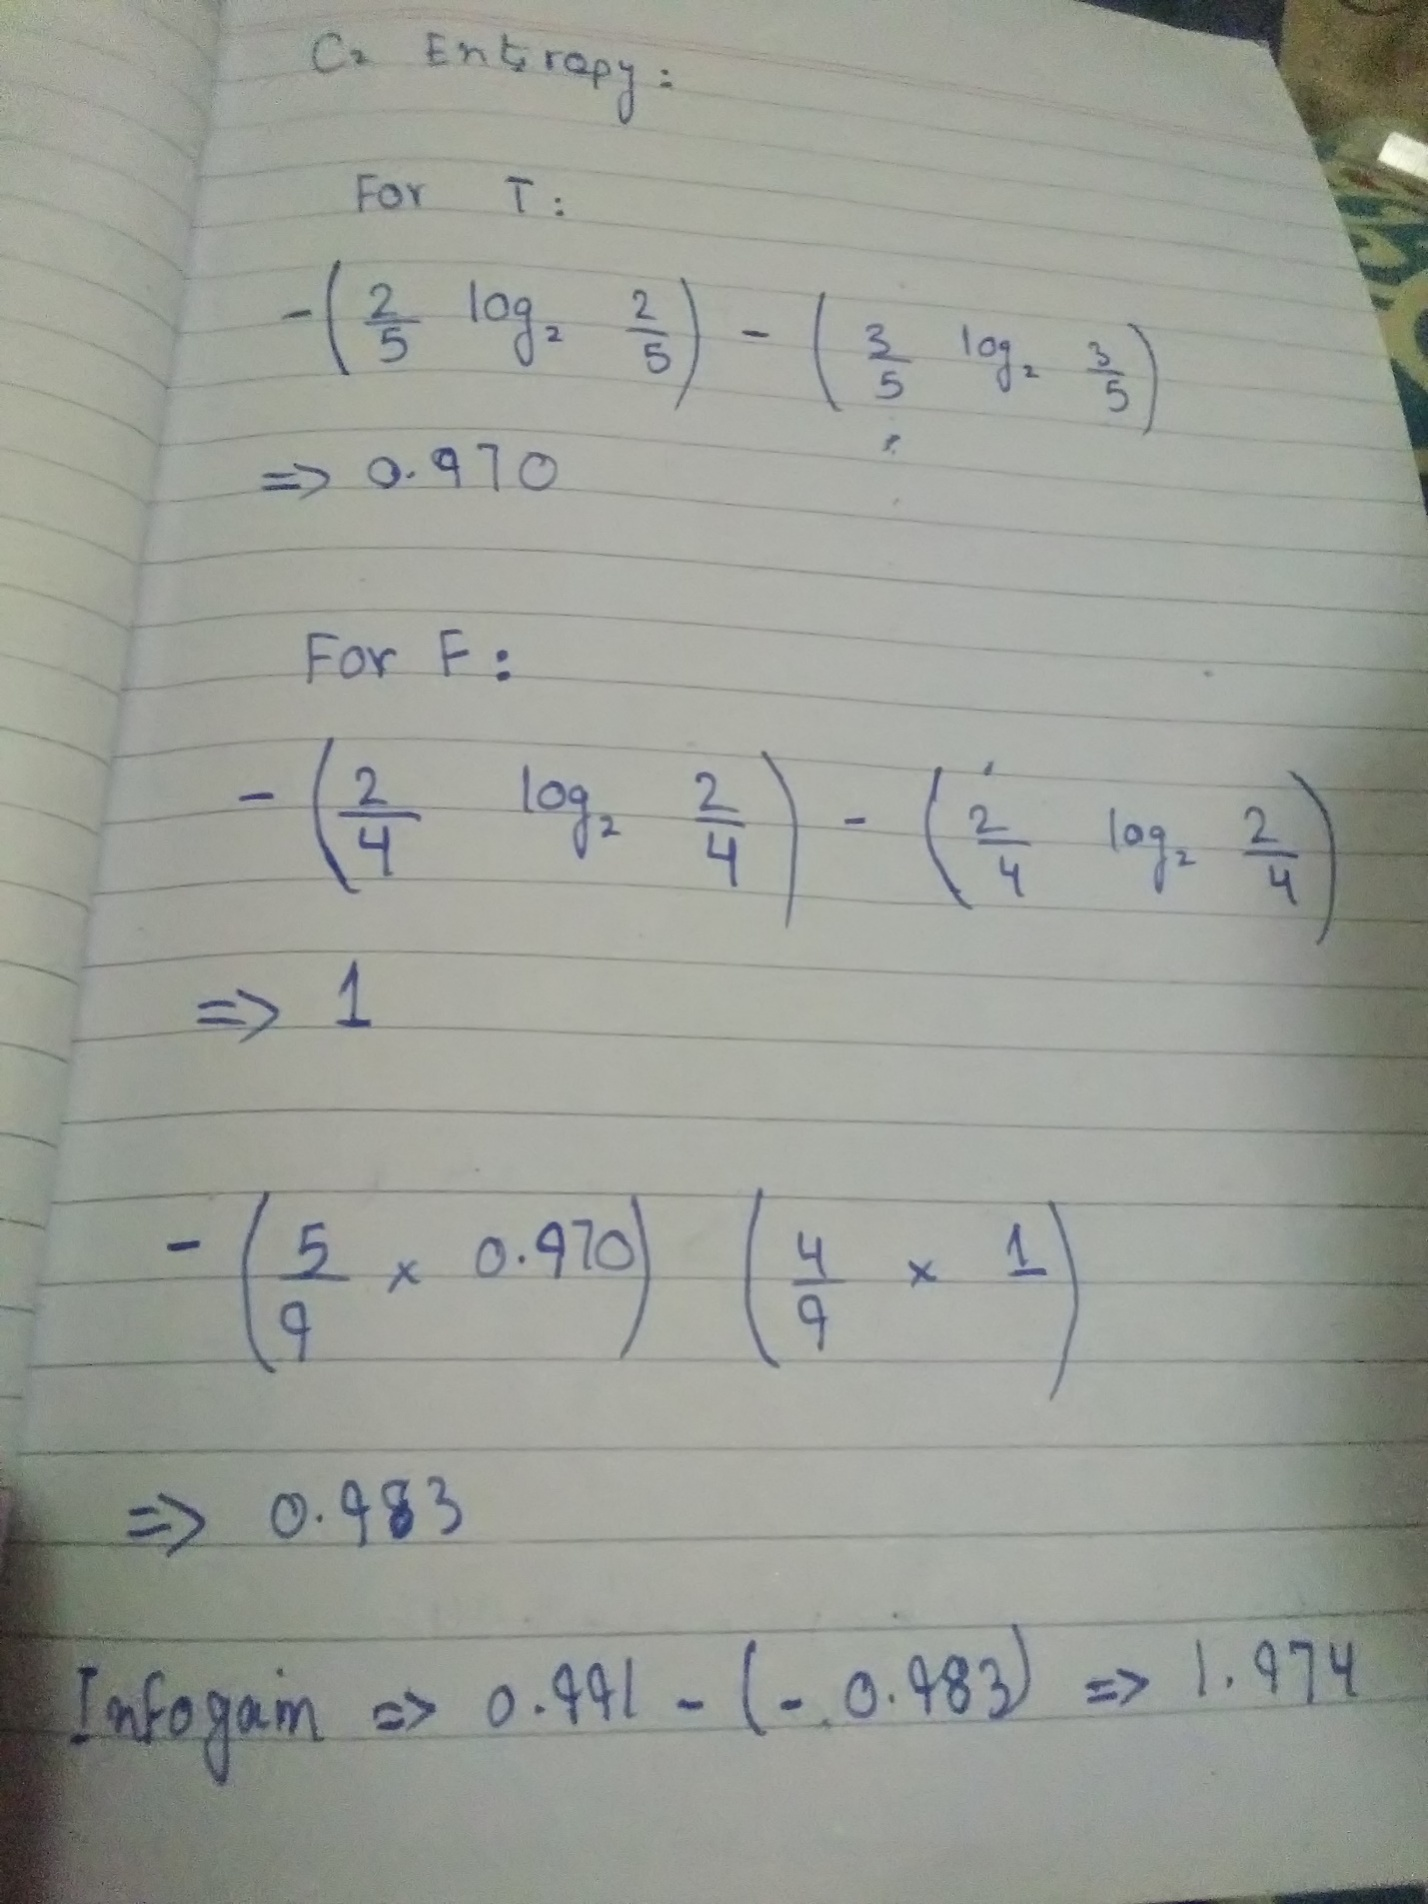 C2 Entropy:
For T:
-(2/5 log₂ 2/5) - (3/5 log₂ 3/5)
=> 0.970
For F:
-(2/4 log₂ 2/4) - (2/4 log₂ 2/4)
=> 1
-(5/9 × 0.970) (4/9 × 1)
=> 0.983
Infogain => 0.991 - (-0.983) => 1.974